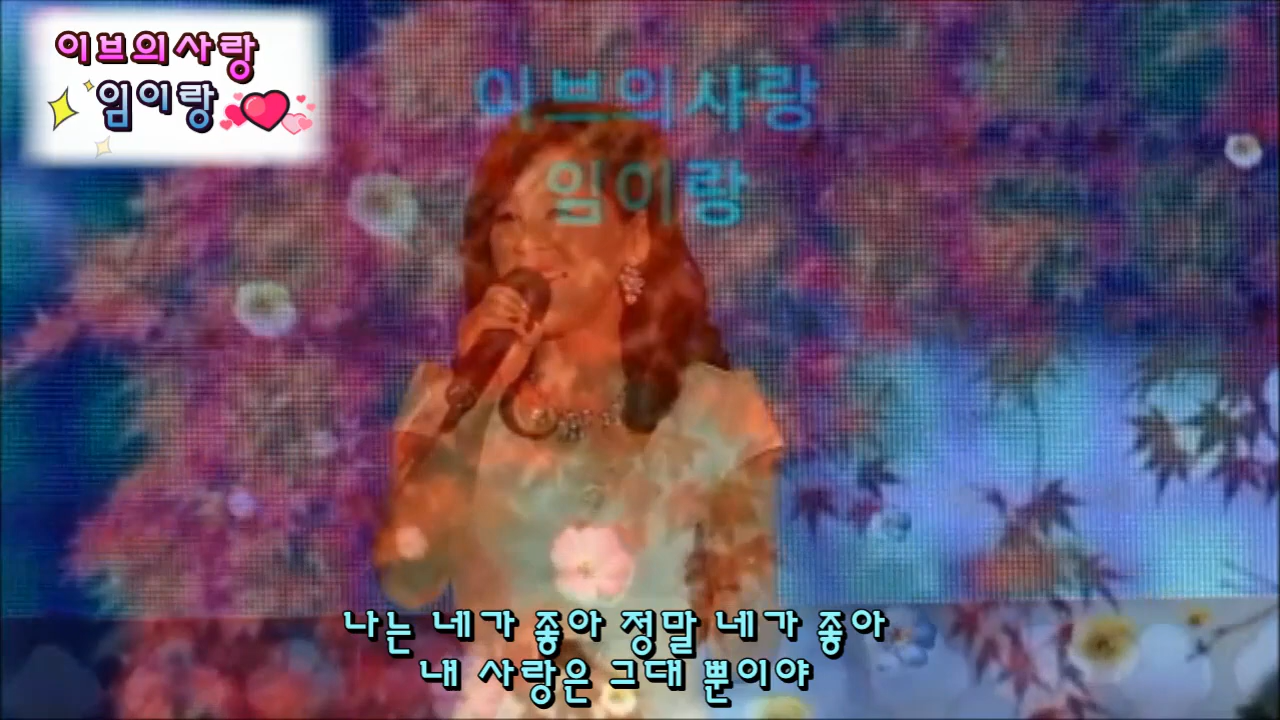 이브의사랑
임이랑
이브의사랑
임이랑
나는 네가 좋아 정말 네가 좋아
내 사랑은 그대 뿐이야